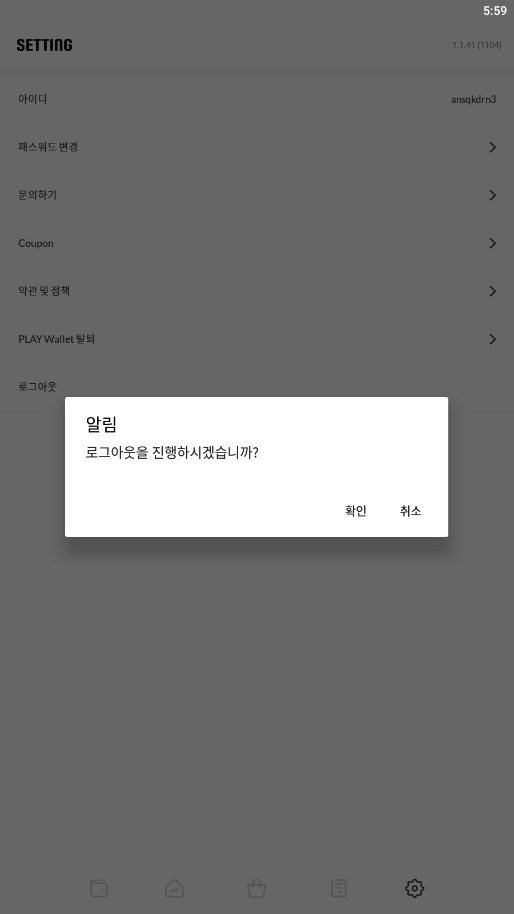 5:59
SETTING
1.1.41 (1104)
아이디
ansqkdrn3
패스워드 변경
문의하기
Coupon
약관 및 정책
PLAY Wallet 탈퇴
로그아웃
알림
로그아웃을 진행하시겠습니까?
확인 취소